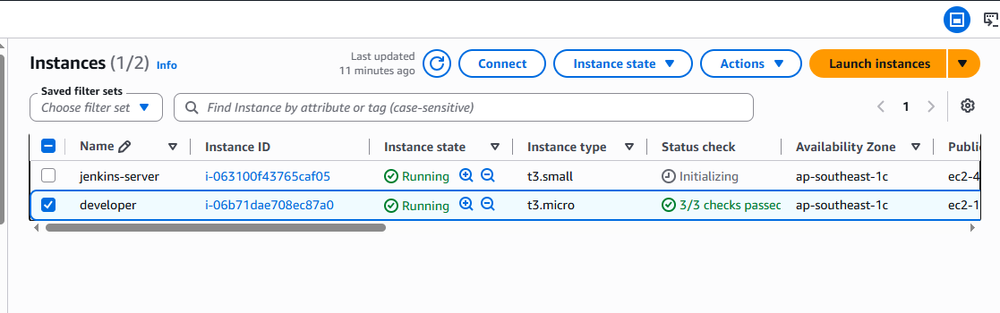 Instances (1/2) Info
Last updated
11 minutes ago
Connect
Instance state
Actions
Launch instances
Saved filter sets
Choose filter set
Find Instance by attribute or tag (case-sensitive)
1
Name Instance ID Instance state Instance type Status check Availability Zone Public
jenkins-server i-063100f43765caf05 Running t3.small Initializing ap-southeast-1c ec2-4
developer i-06b71dae708ec87a0 Running t3.micro 3/3 checks passed ap-southeast-1c ec2-1